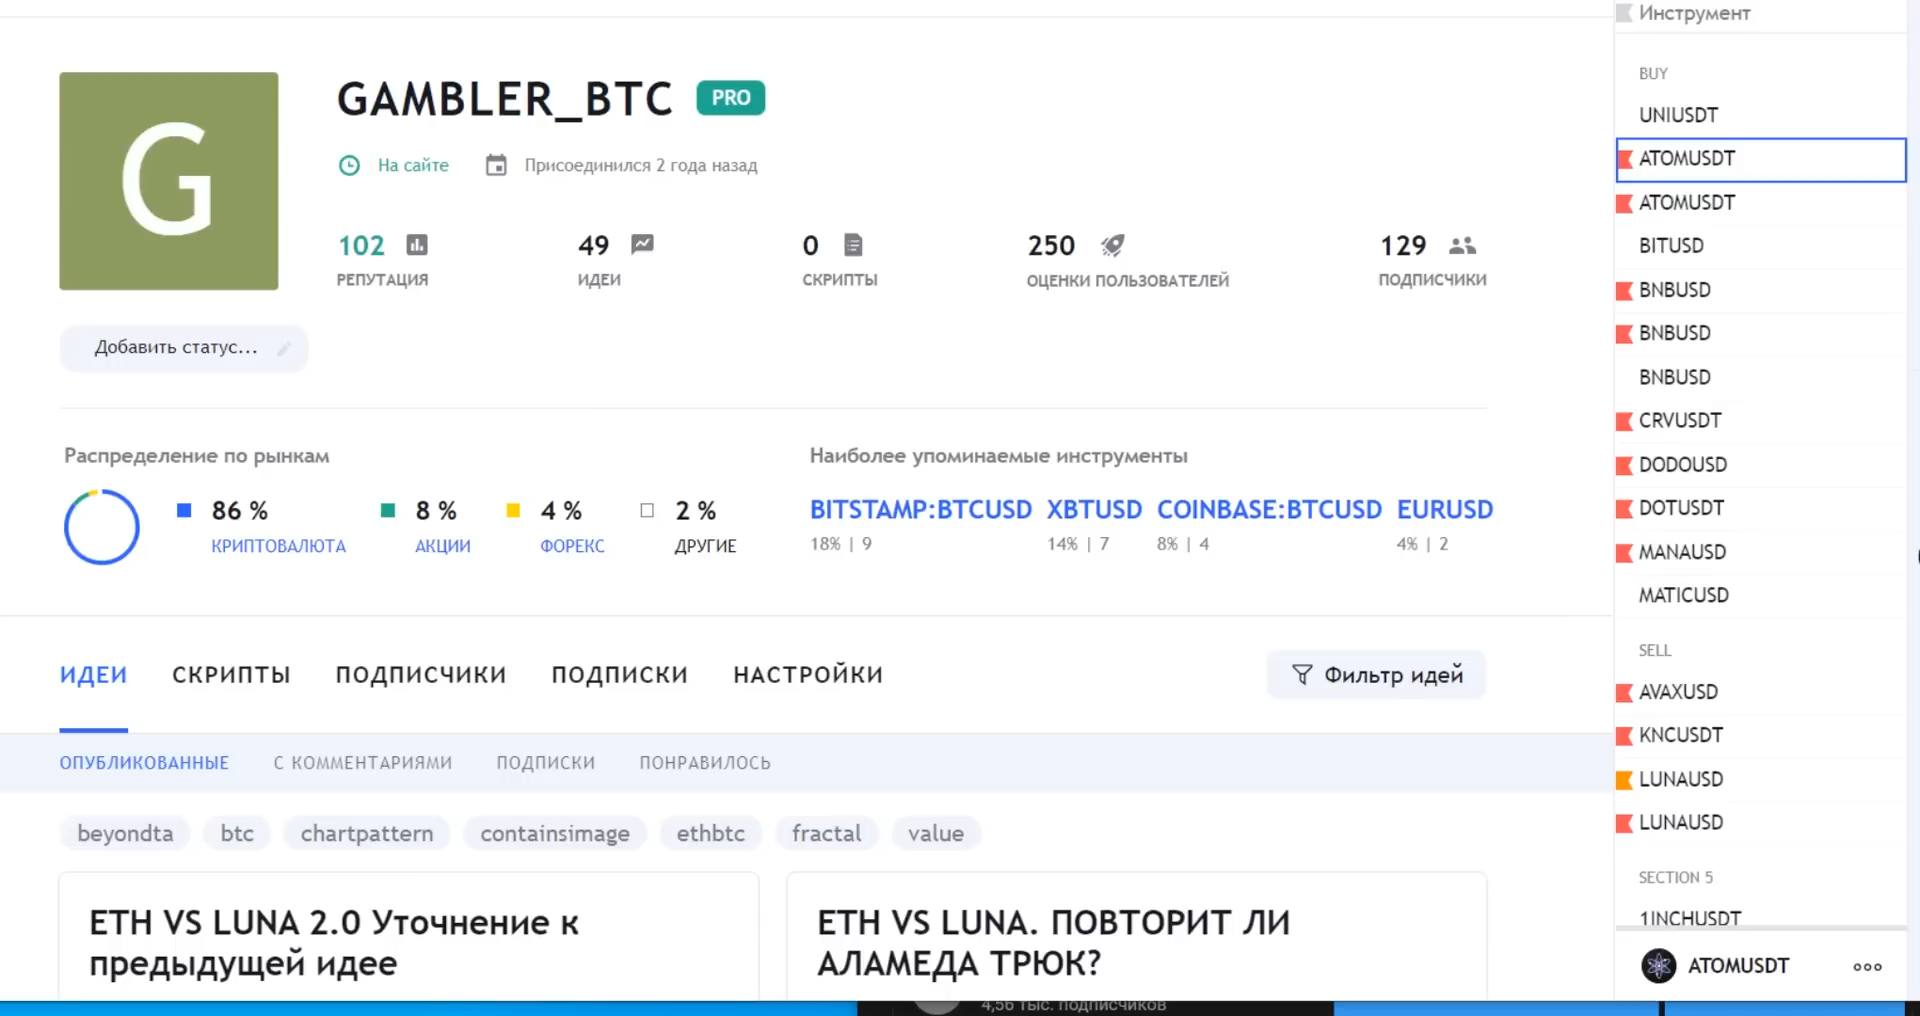 G
GAMBLER_BTC PRO
На сайте Присоединился 2 года назад
102 49 0 250 129
РЕПУТАЦИЯ ИДЕИ СКРИПТЫ ОЦЕНКИ ПОЛЬЗОВАТЕЛЕЙ ПОДПИСЧИКИ
Добавить статус...
Распределение по рынкам
86 % 8 % 4 % 2 %
КРИПТОВАЛЮТА АКЦИИ ФОРЕКС ДРУГИЕ
Наиболее упоминаемые инструменты
BITSTAMP:BTCUSD XBTUSD COINBASE:BTCUSD EURUSD
18% | 9 14% | 7 8% | 4 4% | 2
ИДЕИ СКРИПТЫ ПОДПИСЧИКИ ПОДПИСКИ НАСТРОЙКИ
Фильтр идей
ОПУБЛИКОВАННЫЕ С КОММЕНТАРИЯМИ ПОДПИСКИ ПОНРАВИЛОСЬ
beyondta btc chartpattern containsimage ethbtc fractal value
ETH VS LUNA 2.0 Уточнение к
предыдущей идее
ETH VS LUNA. ПОВТОРИТ ЛИ
АЛАМЕДА ТРЮК?
Инструмент
BUY
UNIUSDT
ATOMUSDT
ATOMUSDT
BITUSD
BNBUSD
BNBUSD
BNBUSD
CRVUSDT
DODOUSD
DOTUSDT
MANAUSD
MATICUSD
SELL
AVAXUSD
KNCUSDT
LUNAUSD
LUNAUSD
SECTION 5
1INCHUSDT
ATOMUSDT
4,56 тыс. подписчиков